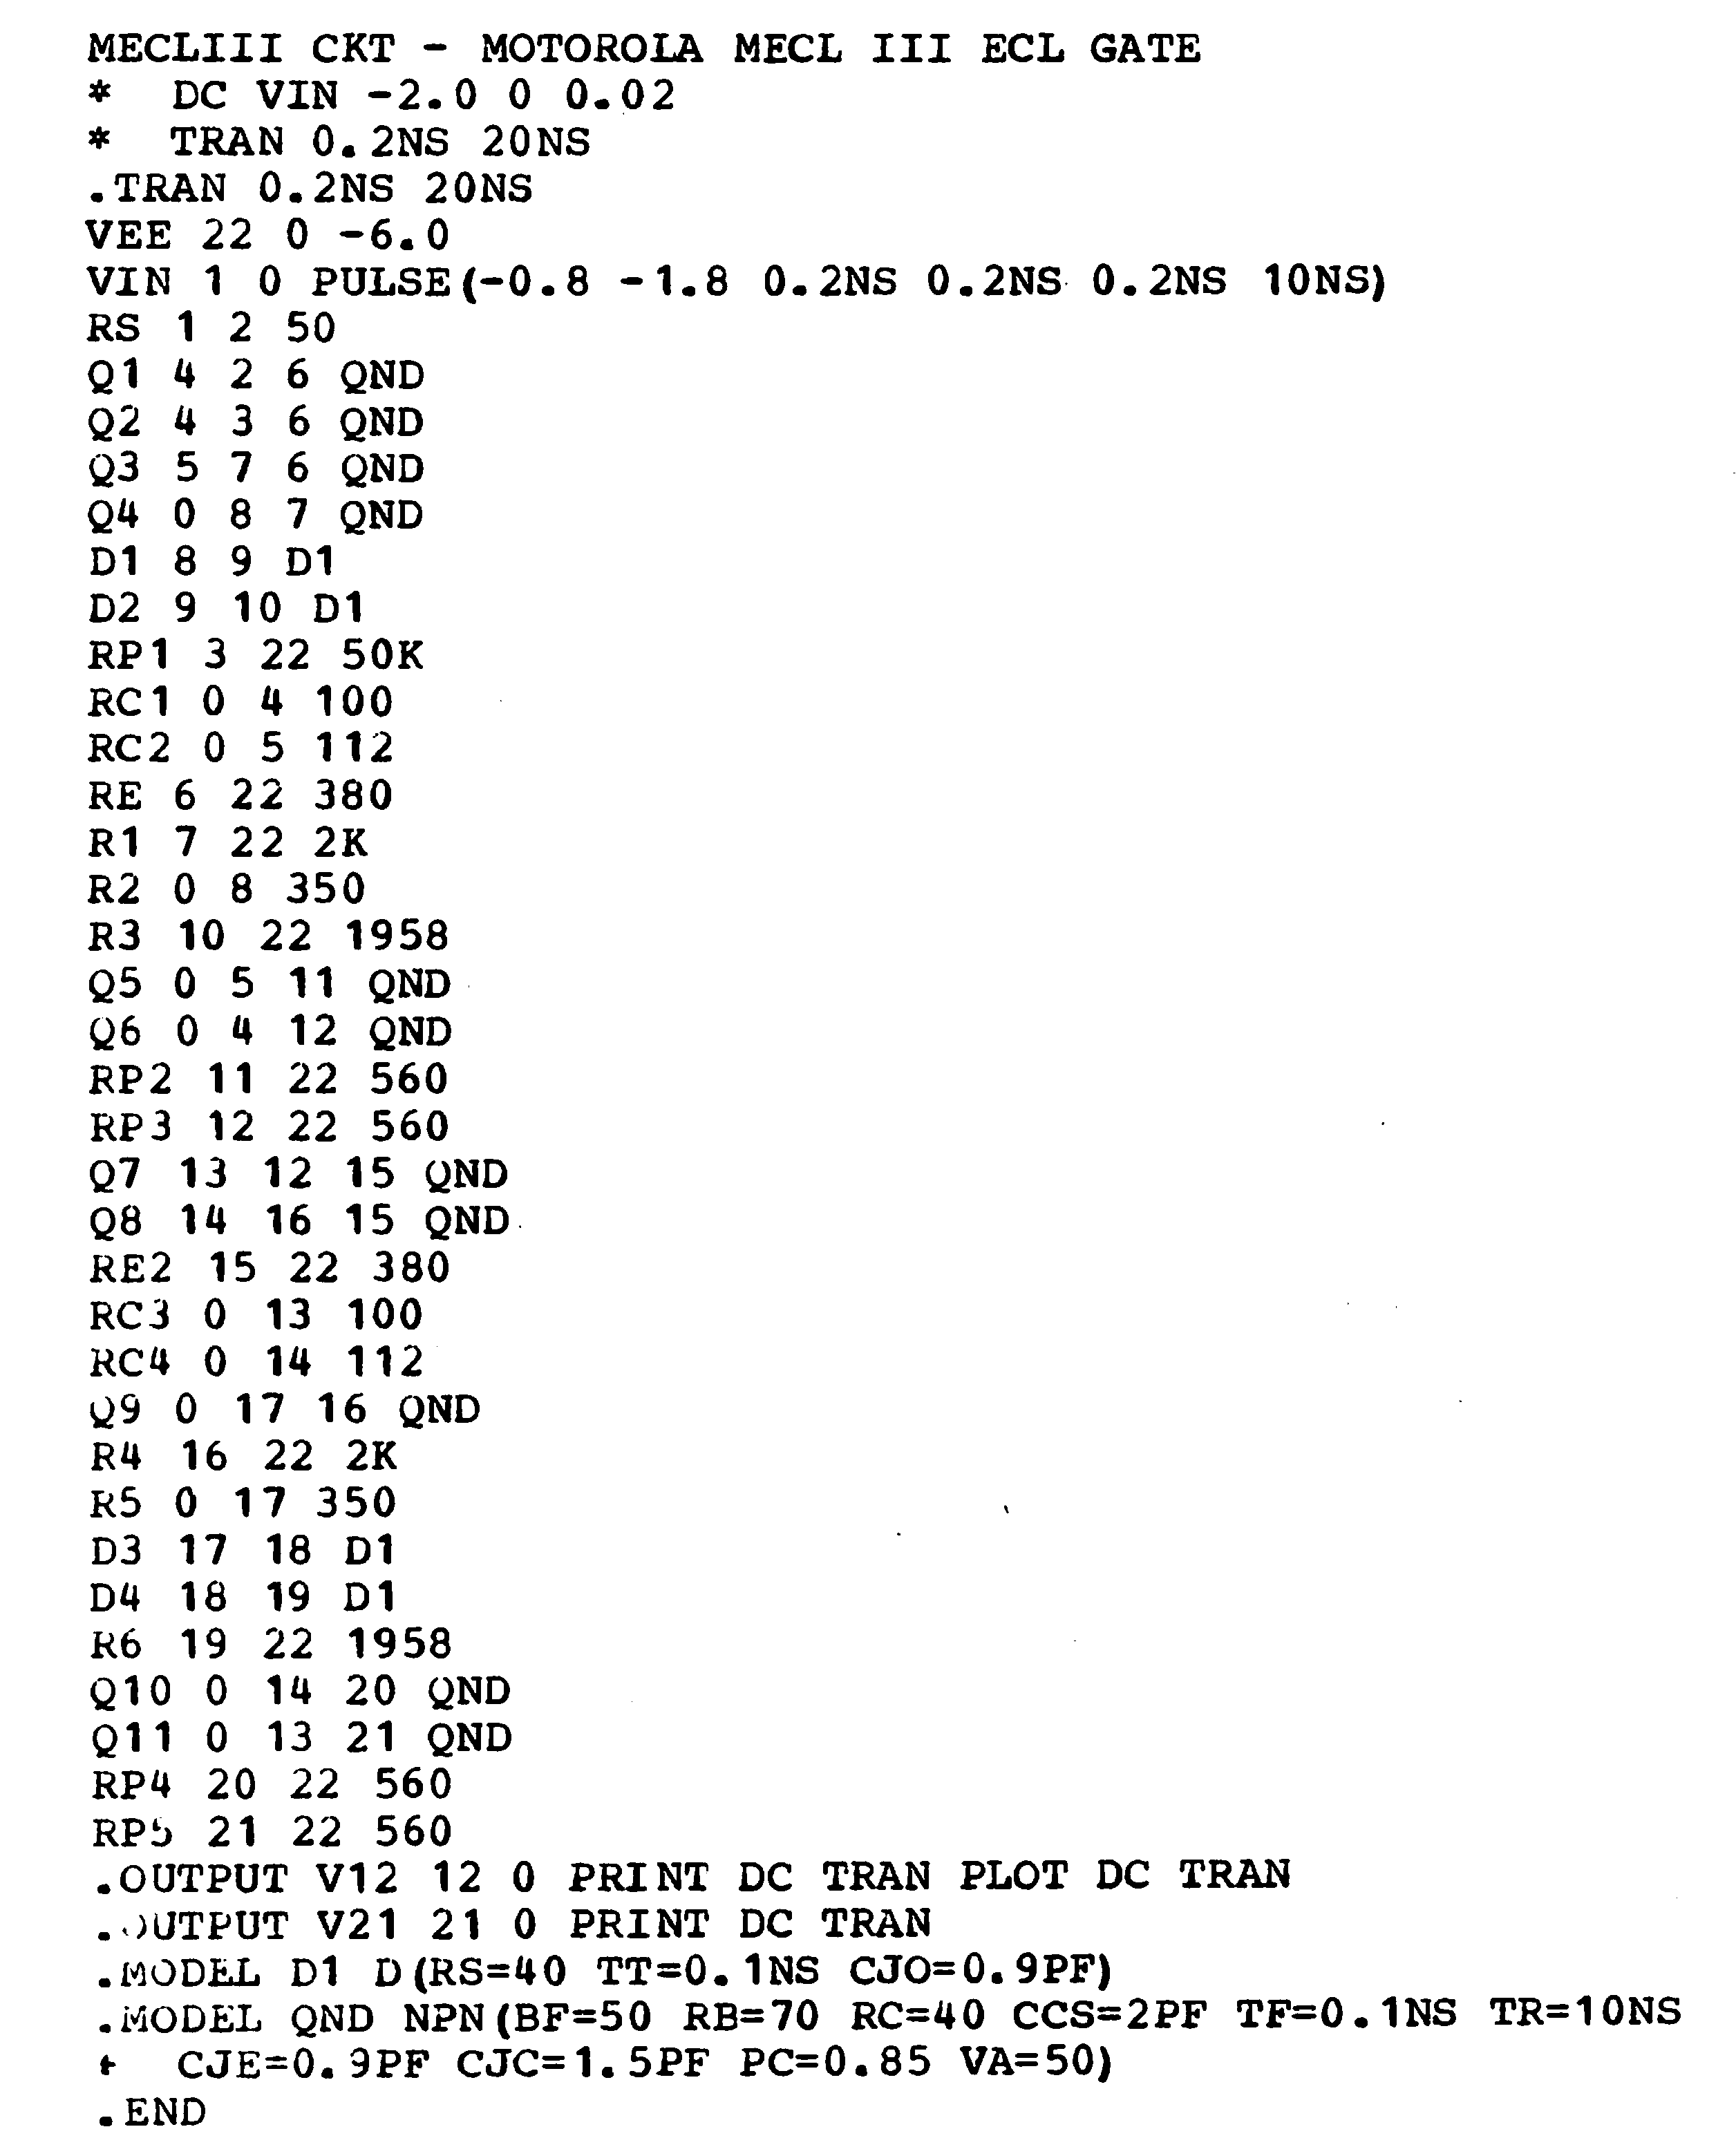 MECLIII CKT - MOTOROLA MECL III ECL GATE
* DC VIN -2.0 0 0.02
* TRAN 0.2NS 20NS
.TRAN 0.2NS 20NS
VEE 22 0 -6.0
VIN 1 0 PULSE(-0.8 -1.8 0.2NS 0.2NS 0.2NS 10NS)
RS 1 2 50
Q1 4 2 6 QND
Q2 4 3 6 QND
Q3 5 7 6 QND
Q4 0 8 7 QND
D1 8 9 D1
D2 9 10 D1
RP1 3 22 50K
RC1 0 4 100
RC2 0 5 112
RE 6 22 380
R1 7 22 2K
R2 0 8 350
R3 10 22 1958
Q5 0 5 11 QND
Q6 0 4 12 QND
RP2 11 22 560
RP3 12 22 560
Q7 13 12 15 QND
Q8 14 16 15 QND
RE2 15 22 380
RC3 0 13 100
RC4 0 14 112
Q9 0 17 16 QND
R4 16 22 2K
R5 0 17 350
D3 17 18 D1
D4 18 19 D1
R6 19 22 1958
Q10 0 14 20 QND
Q11 0 13 21 QND
RP4 20 22 560
RP5 21 22 560
.OUTPUT V12 12 0 PRINT DC TRAN PLOT DC TRAN
.OUTPUT V21 21 0 PRINT DC TRAN
.MODEL D1 D(RS=40 TT=0.1NS CJO=0.9PF)
.MODEL QND NPN(BF=50 RB=70 RC=40 CCS=2PF TF=0.1NS TR=10NS
+ CJE=0.9PF CJC=1.5PF PC=0.85 VA=50)
.END